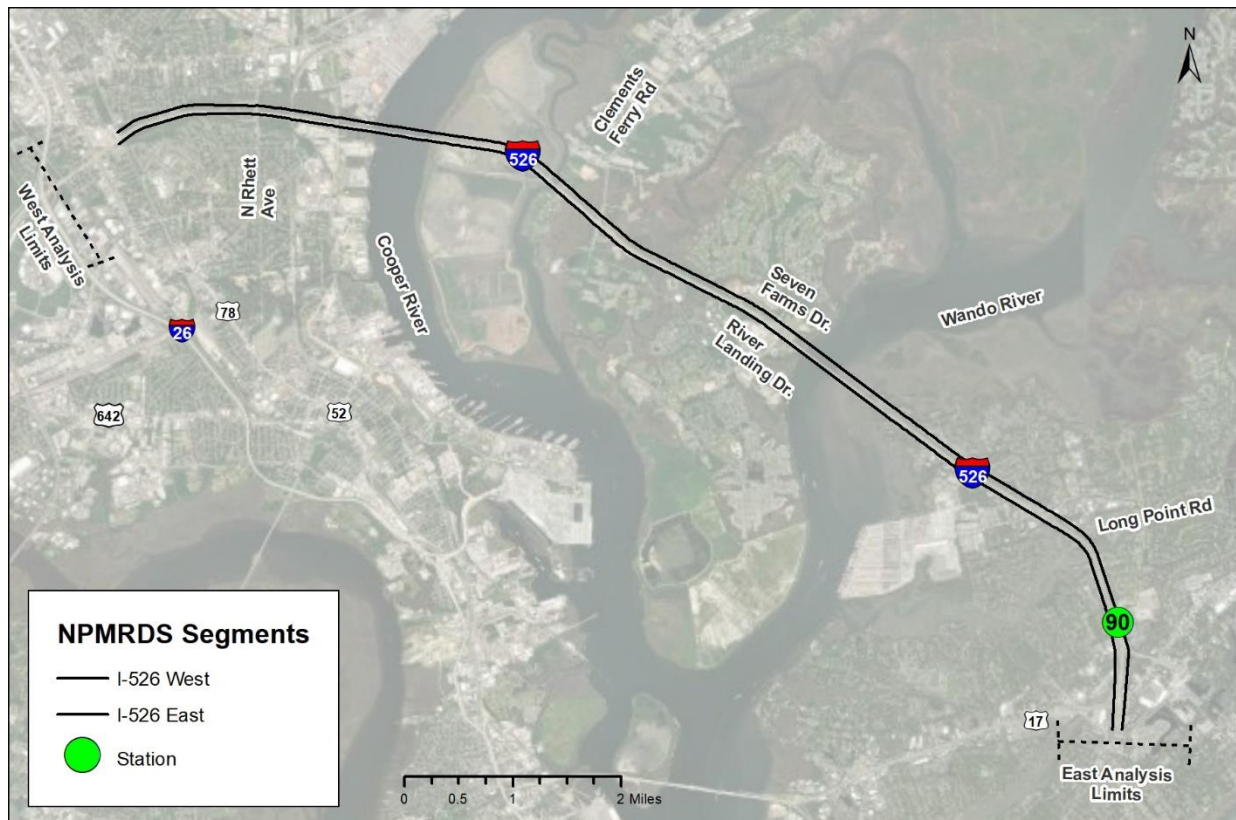 N
Clements
Ferry Rd
526
N Rhett
Ave
West Analysis
Limits
Cooper River
Seven
Farms Dr.
Wando River
River
Landing Dr.
78
26
642
52
526
Long Point Rd
90
17
East Analysis
Limits
NPMRDS Segments
I-526 West
I-526 East
Station
0 0.5 1 2 Miles